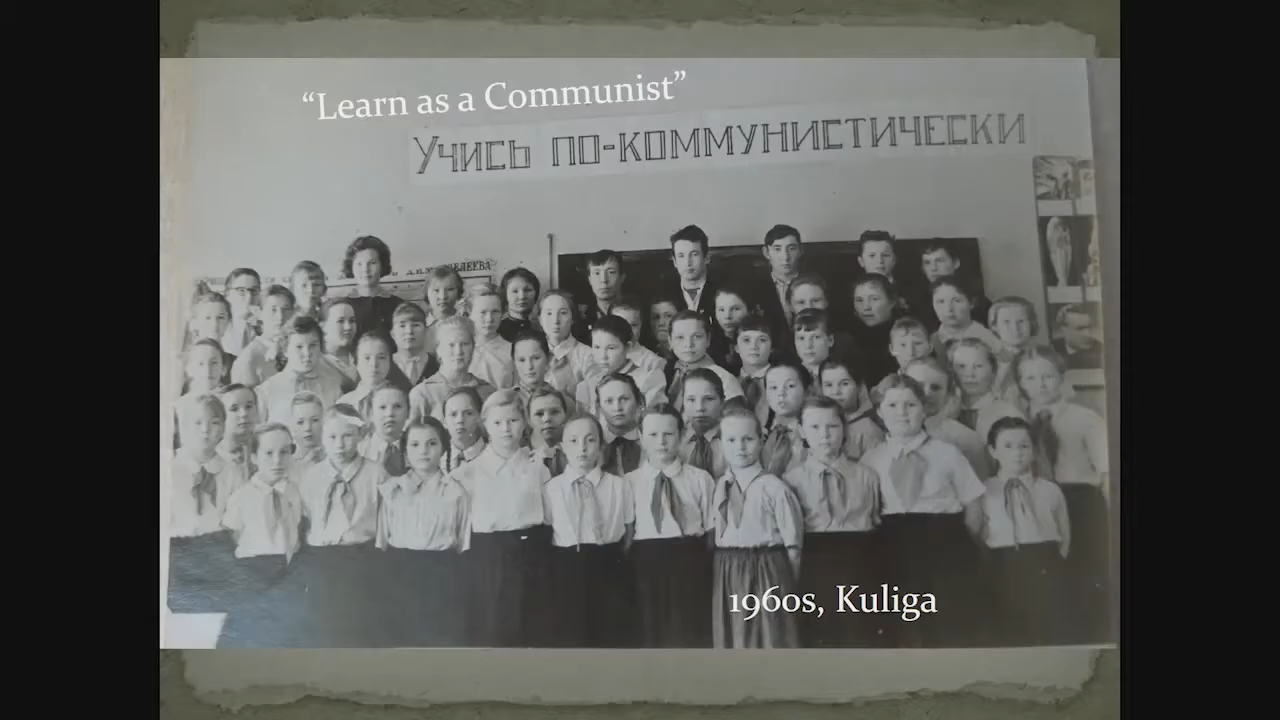 “Learn as a Communist”
Учись по-коммунистически
1960s, Kuliga